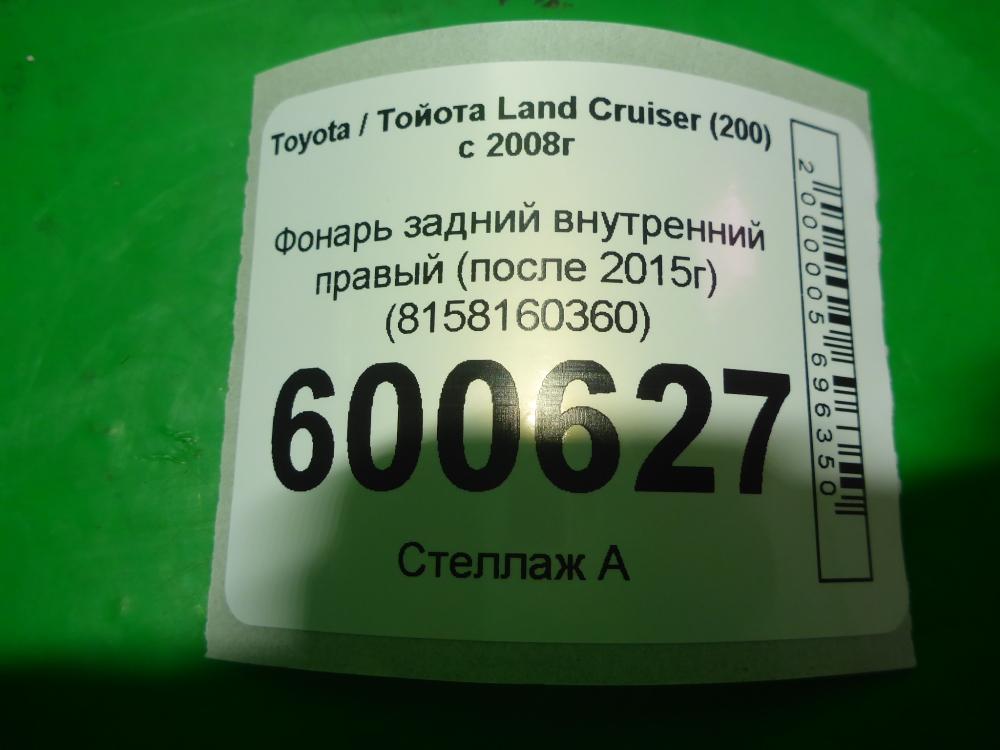 Toyota / Тойота Land Cruiser (200)
с 2008г
Фонарь задний внутренний
правый (после 2015г)
(8158160360)
600627
Стеллаж А
2000005696350